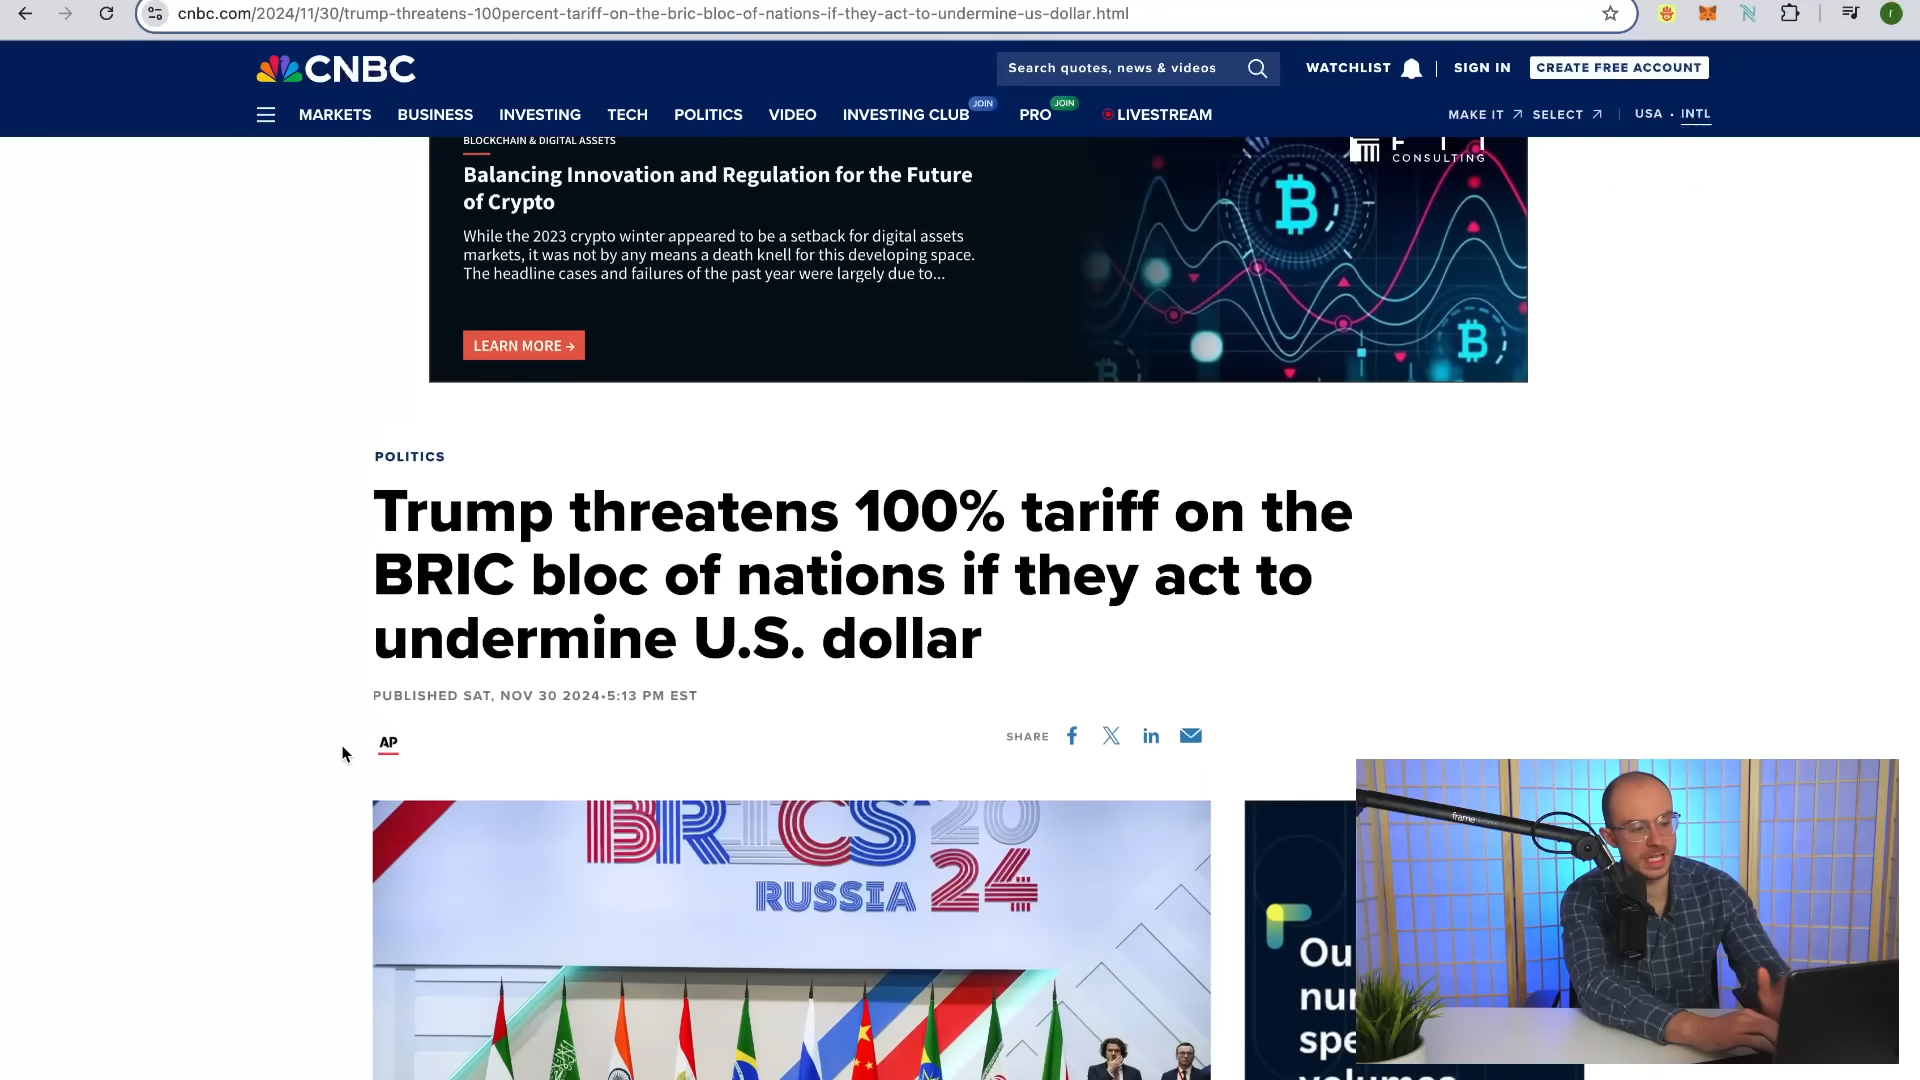 cnbc.com/2024/11/30/trump-threatens-100percent-tariff-on-the-bric-bloc-of-nations-if-they-act-to-undermine-us-dollar.html
r
CNBC
Search quotes, news & videos
WATCHLIST
SIGN IN
CREATE FREE ACCOUNT
MARKETS
BUSINESS
INVESTING
TECH
POLITICS
VIDEO
INVESTING CLUB
JOIN
PRO
JOIN
LIVESTREAM
MAKE IT
SELECT
USA • INTL
BLOCKCHAIN & DIGITAL ASSETS
Balancing Innovation and Regulation for the Future
of Crypto
While the 2023 crypto winter appeared to be a setback for digital assets
markets, it was not by any means a death knell for this developing space.
The headline cases and failures of the past year were largely due to...
LEARN MORE →
CONSULTING
POLITICS
Trump threatens 100% tariff on the
BRIC bloc of nations if they act to
undermine U.S. dollar
PUBLISHED SAT, NOV 30 2024•5:13 PM EST
AP
SHARE
BRICS 20
RUSSIA 24
Ou
nu
spe
frame